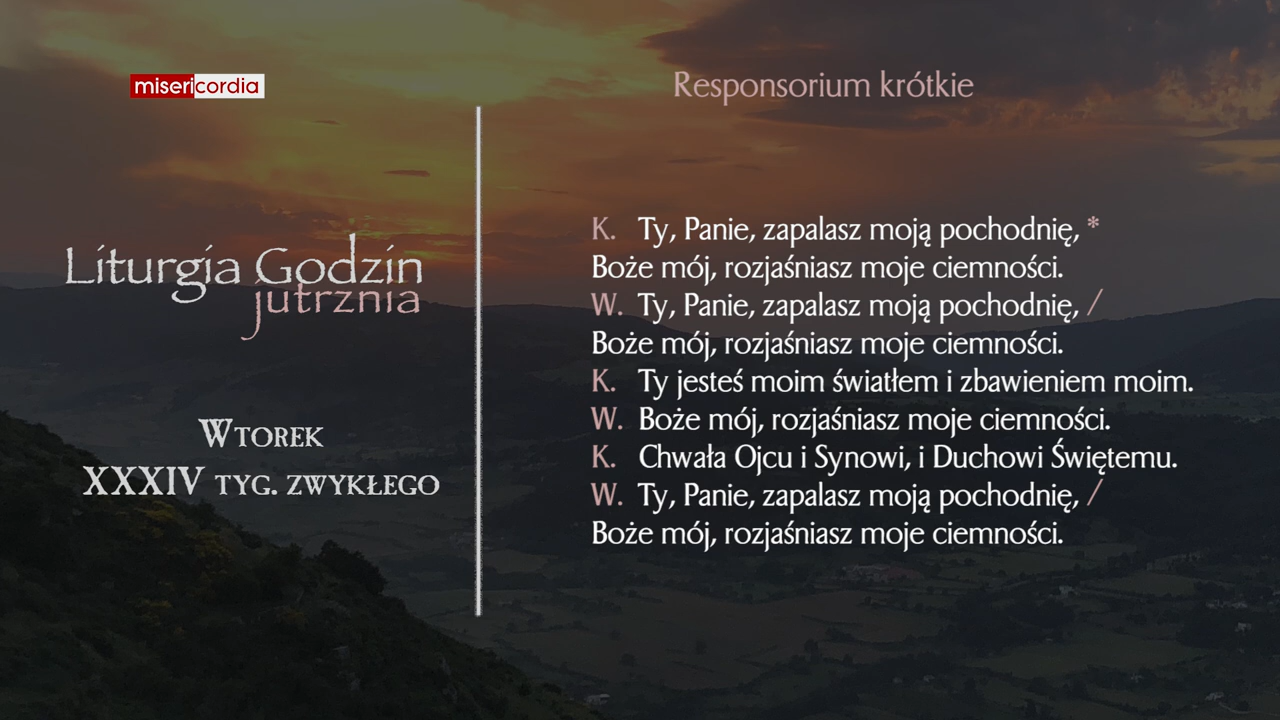 misericordia
Liturgia Godzin
jutrznia
Wtorek
XXXIV tyg. zwykłego
Responsorium krótkie
K. Ty, Panie, zapalasz moją pochodnię, *
Boże mój, rozjaśniasz moje ciemności.
W. Ty, Panie, zapalasz moją pochodnię, /
Boże mój, rozjaśniasz moje ciemności.
K. Ty jesteś moim światłem i zbawieniem moim.
W. Boże mój, rozjaśniasz moje ciemności.
K. Chwała Ojcu i Synowi, i Duchowi Świętemu.
W. Ty, Panie, zapalasz moją pochodnię, /
Boże mój, rozjaśniasz moje ciemności.